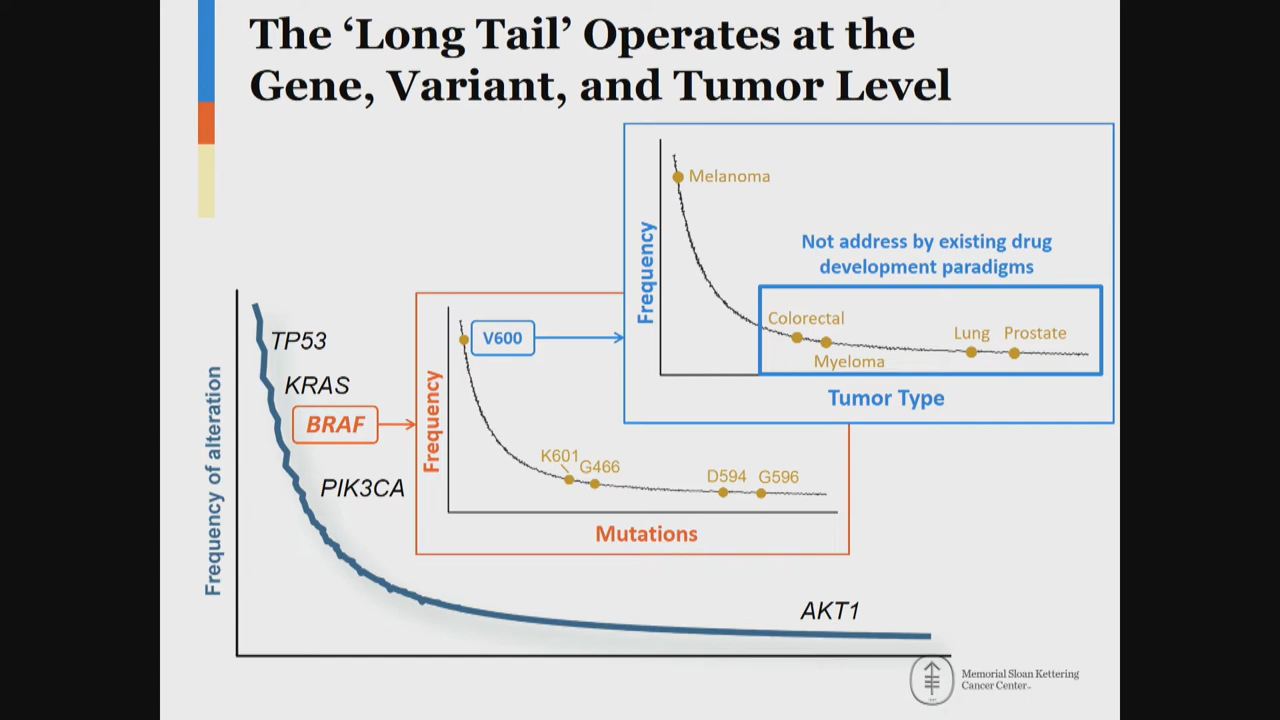 The ‘Long Tail’ Operates at the
Gene, Variant, and Tumor Level
Frequency of alteration
TP53
KRAS
BRAF
PIK3CA
AKT1
Frequency
V600
K601
G466
D594
G596
Mutations
Frequency
Melanoma
Not address by existing drug
development paradigms
Colorectal
Myeloma
Lung
Prostate
Tumor Type
Memorial Sloan Kettering
Cancer Center